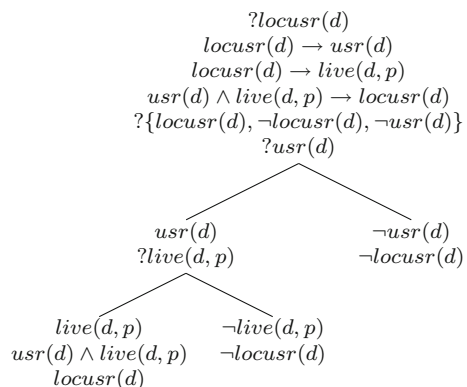 ?locusr(d)
locusr(d) → usr(d)
locusr(d) → live(d, p)
usr(d) ∧ live(d, p) → locusr(d)
?{locusr(d), ¬locusr(d), ¬usr(d)}
?usr(d)
usr(d) ¬usr(d)
?live(d, p) ¬locusr(d)
live(d, p) ¬live(d, p)
usr(d) ∧ live(d, p) ¬locusr(d)
locusr(d)